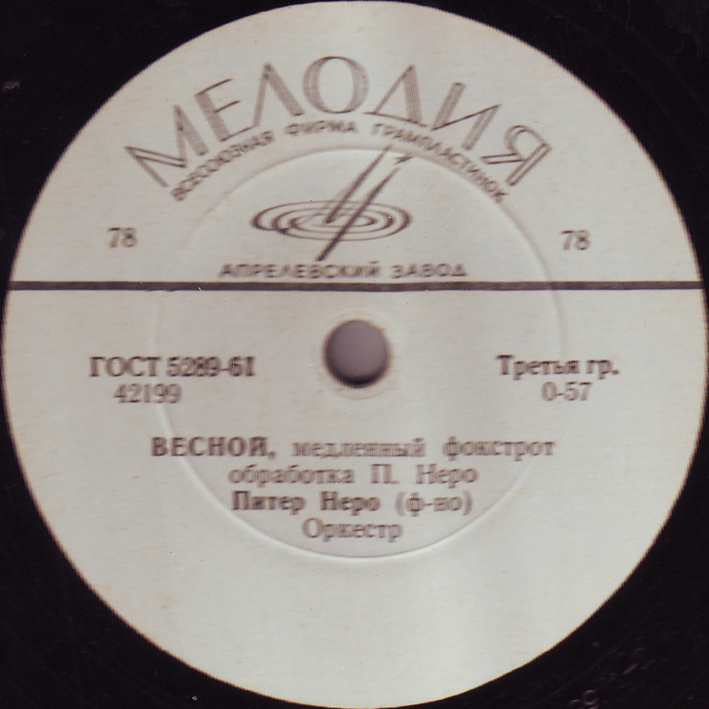 МЕЛОДИЯ
ВСЕСОЮЗНАЯ ФИРМА ГРАМПЛАСТИНОК
78 78
АПРЕЛЕВСКИЙ ЗАВОД
ГОСТ 5289-61 Третья гр.
42199 0-57
ВЕСНОЙ, медленный фокстрот
обработка П. Неро
Питер Неро (ф-но)
Оркестр